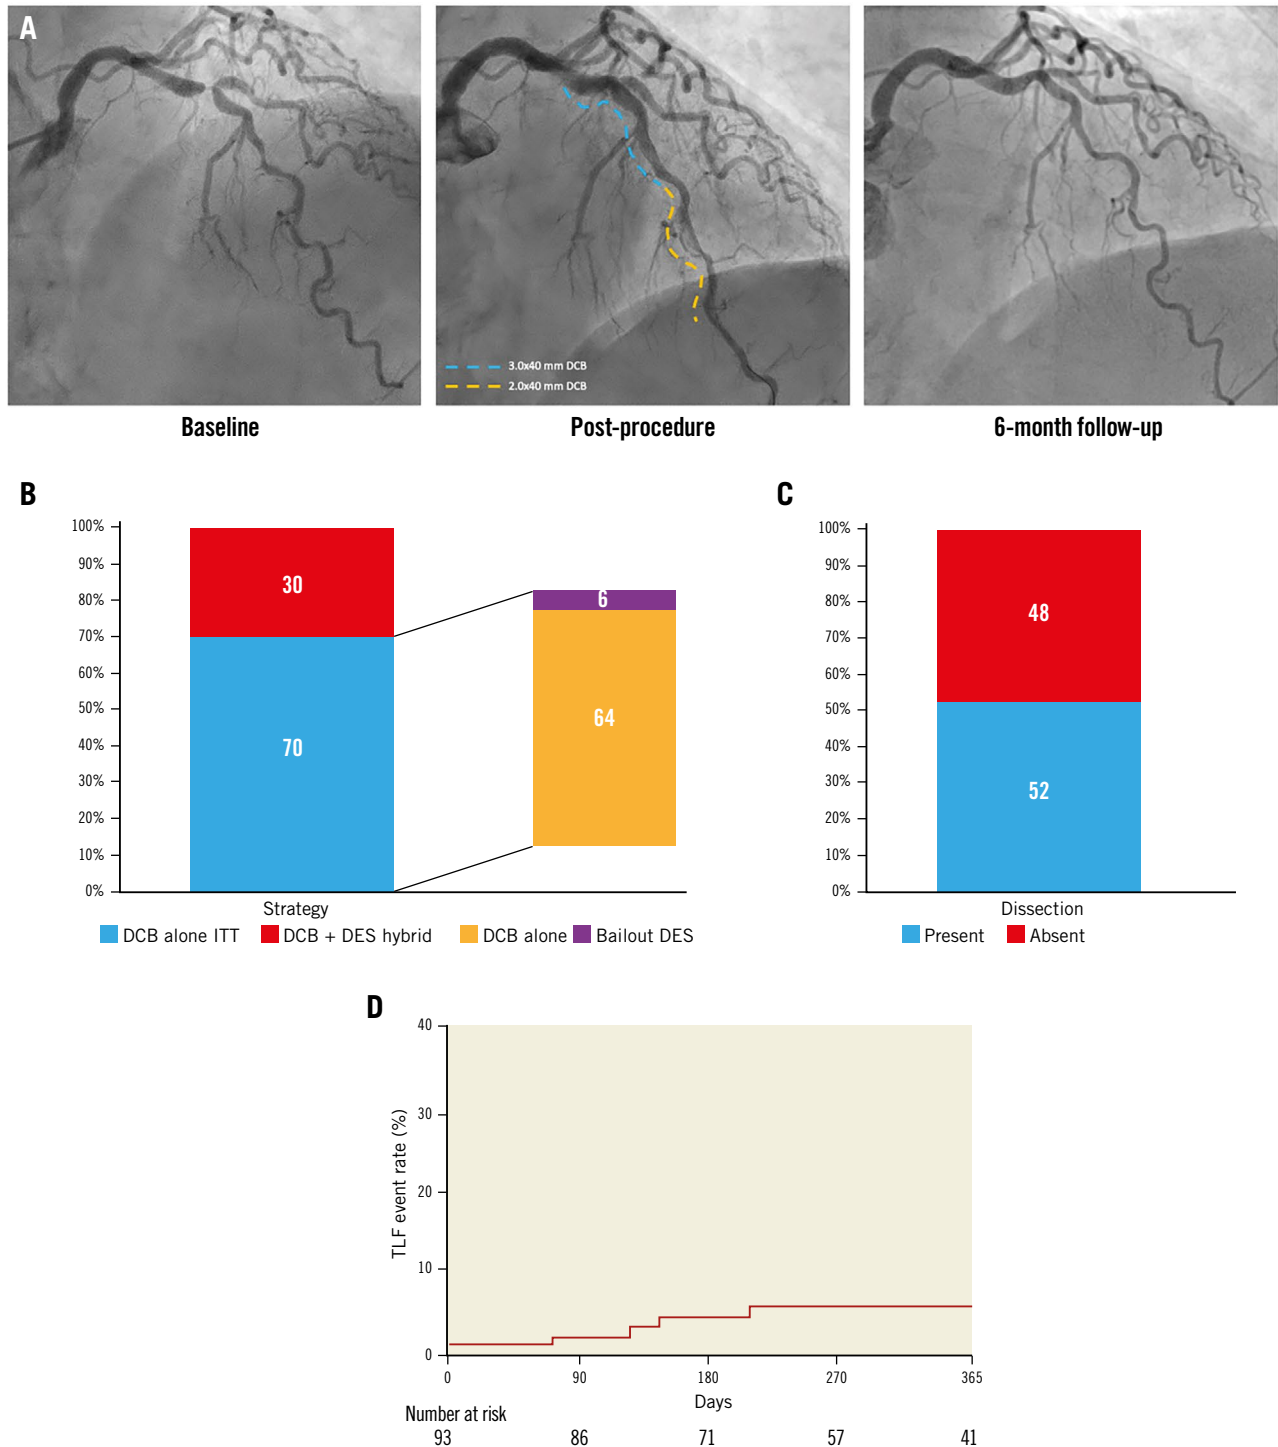 A
3.0x40 mm DCB
2.0x40 mm DCB
Baseline
Post-procedure
6-month follow-up
B
100%
90%
80%
70%
60%
50%
40%
30%
20%
10%
0%
30
70
6
64
Strategy
DCB alone ITT
DCB + DES hybrid
DCB alone
Bailout DES
C
100%
90%
80%
70%
60%
50%
40%
30%
20%
10%
0%
48
52
Dissection
Present
Absent
D
TLF event rate (%)
40
30
20
10
0
0 90 180 270 365
Days
Number at risk
93 86 71 57 41